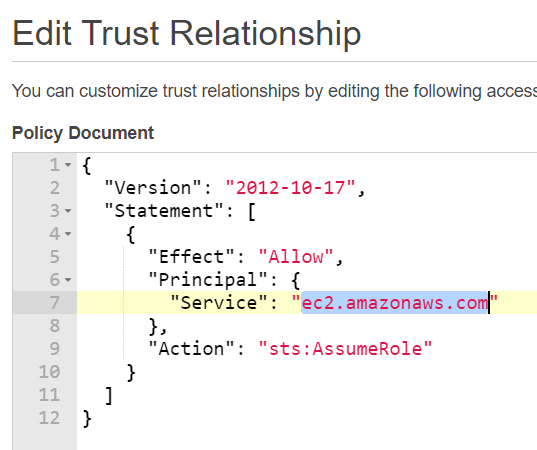 Edit Trust Relationship
You can customize trust relationships by editing the following access
Policy Document
1 {
2 "Version": "2012-10-17",
3 "Statement": [
4 {
5 "Effect": "Allow",
6 "Principal": {
7 "Service": "ec2.amazonaws.com"
8 },
9 "Action": "sts:AssumeRole"
10 }
11 ]
12 }